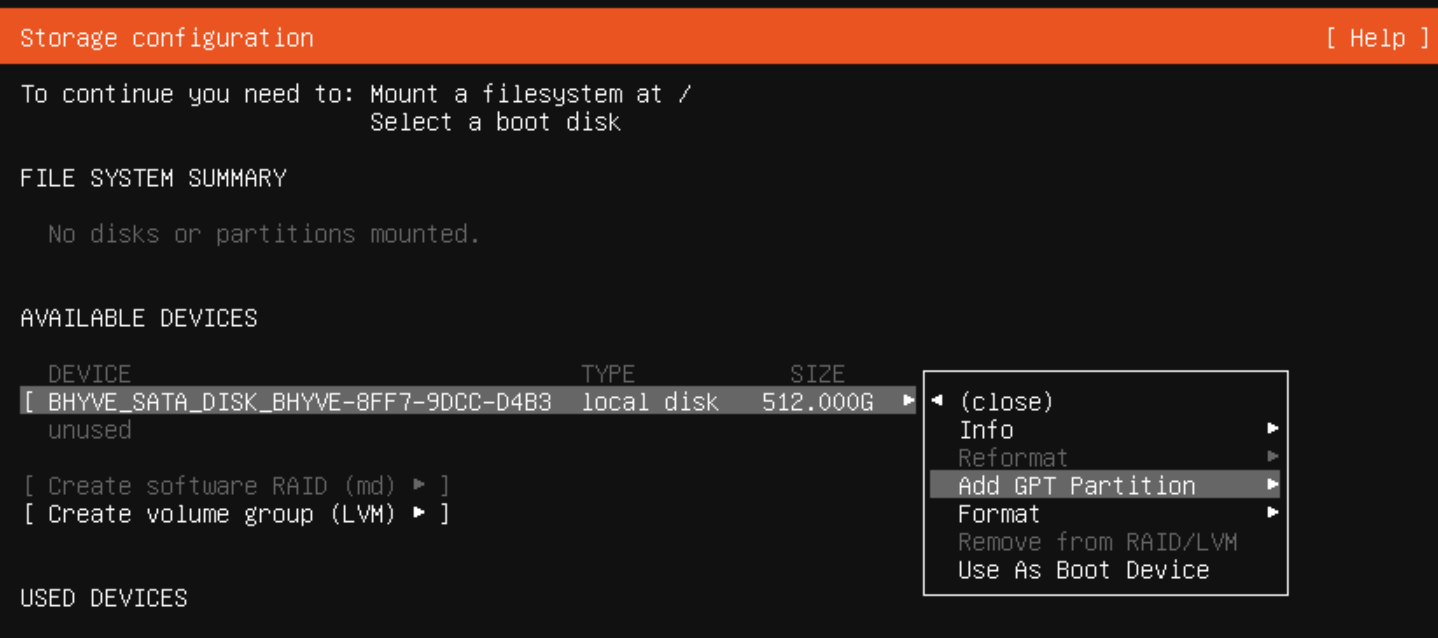 Storage configuration [ Help ]
To continue you need to: Mount a filesystem at /
Select a boot disk
FILE SYSTEM SUMMARY
No disks or partitions mounted.
AVAILABLE DEVICES
DEVICE TYPE SIZE
[ BHYVE_SATA_DISK_BHYVE-8FF7-9DCC-D4B3 local disk 512.000G ▸
unused
[ Create software RAID (md) ▸ ]
[ Create volume group (LVM) ▸ ]
USED DEVICES
◂ (close)
Info ▸
Reformat ▸
Add GPT Partition ▸
Format ▸
Remove from RAID/LVM
Use As Boot Device